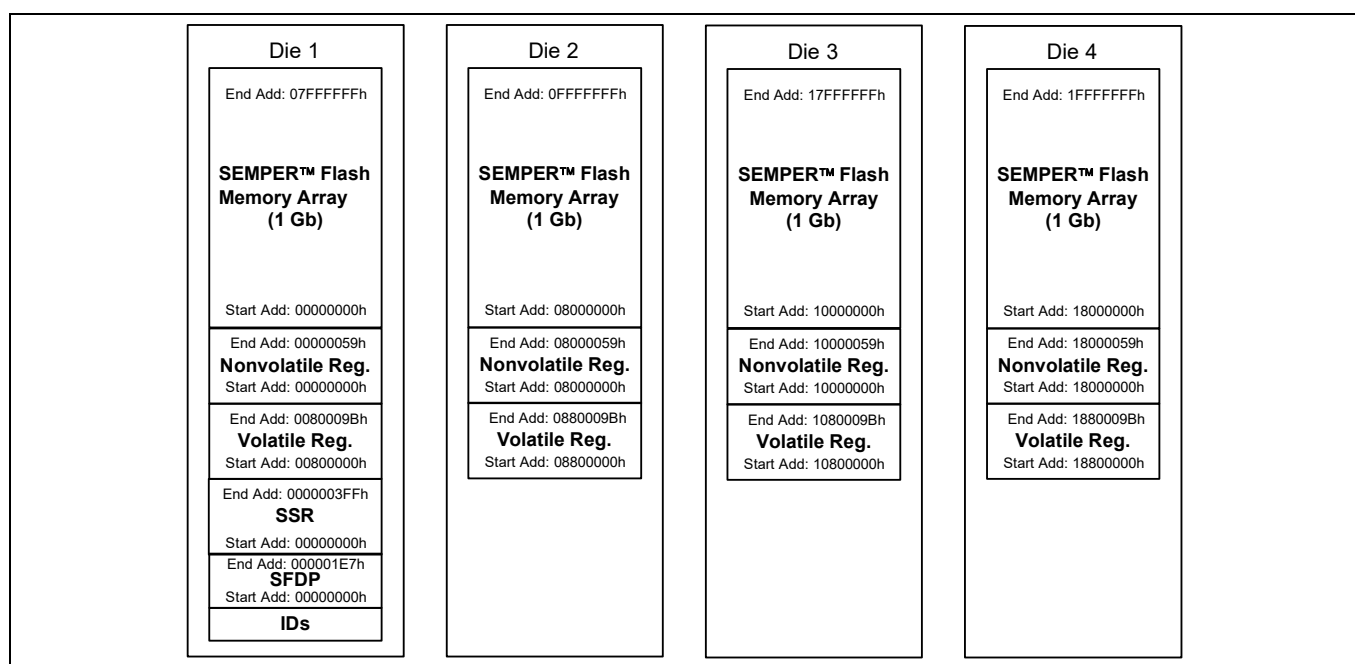 Die 1
End Add: 07FFFFFFh
SEMPER™ Flash
Memory Array
(1 Gb)
Start Add: 00000000h
End Add: 00000059h
Nonvolatile Reg.
Start Add: 00000000h
End Add: 0080009Bh
Volatile Reg.
Start Add: 00800000h
End Add: 0000003FFh
SSR
Start Add: 00000000h
End Add: 000001E7h
SFDP
Start Add: 00000000h
IDs
Die 2
End Add: 0FFFFFFFh
SEMPER™ Flash
Memory Array
(1 Gb)
Start Add: 08000000h
End Add: 08000059h
Nonvolatile Reg.
Start Add: 08000000h
End Add: 0880009Bh
Volatile Reg.
Start Add: 08800000h
Die 3
End Add: 17FFFFFFh
SEMPER™ Flash
Memory Array
(1 Gb)
Start Add: 10000000h
End Add: 10000059h
Nonvolatile Reg.
Start Add: 10000000h
End Add: 1080009Bh
Volatile Reg.
Start Add: 10800000h
Die 4
End Add: 1FFFFFFFh
SEMPER™ Flash
Memory Array
(1 Gb)
Start Add: 18000000h
End Add: 18000059h
Nonvolatile Reg.
Start Add: 18000000h
End Add: 1880009Bh
Volatile Reg.
Start Add: 18800000h